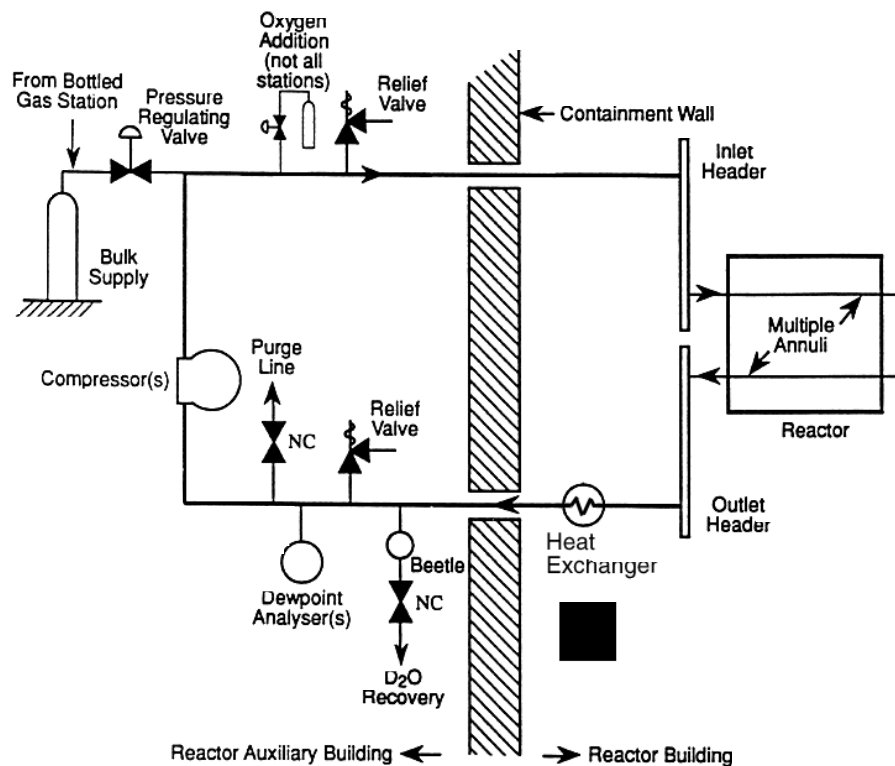 Oxygen
Addition
(not all
stations)
From Bottled
Gas Station
Pressure
Regulating
Valve
Relief
Valve
Containment Wall
Inlet
Header
Bulk
Supply
Multiple
Annuli
Purge
Line
Compressor(s)
Relief
Valve
NC
Reactor
Outlet
Header
Heat
Exchanger
Beetle
Dewpoint
Analyser(s)
NC
D₂O
Recovery
Reactor Auxiliary Building
Reactor Building